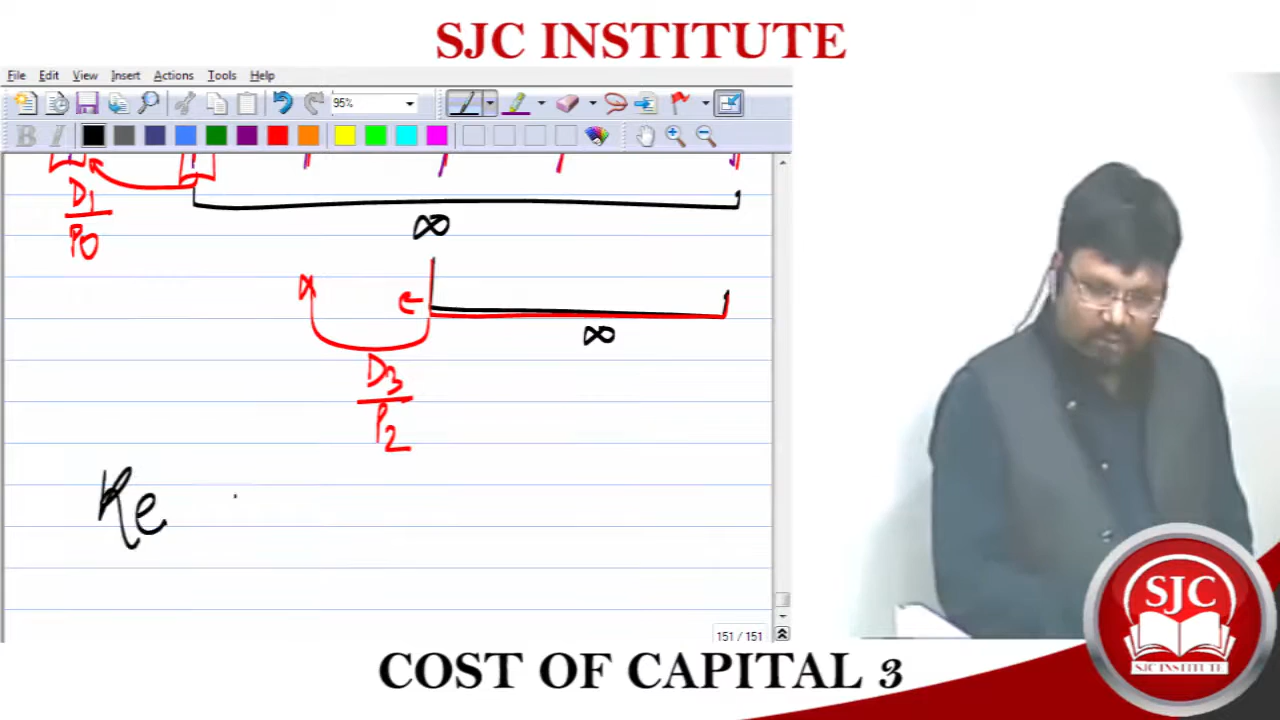 SJC INSTITUTE
File Edit View Insert Actions Tools Help
95%
B I
D1
P0
∞
∞
D3
P2
Ke
151 / 151
SJC
SJC INSTITUTE
COST OF CAPITAL 3